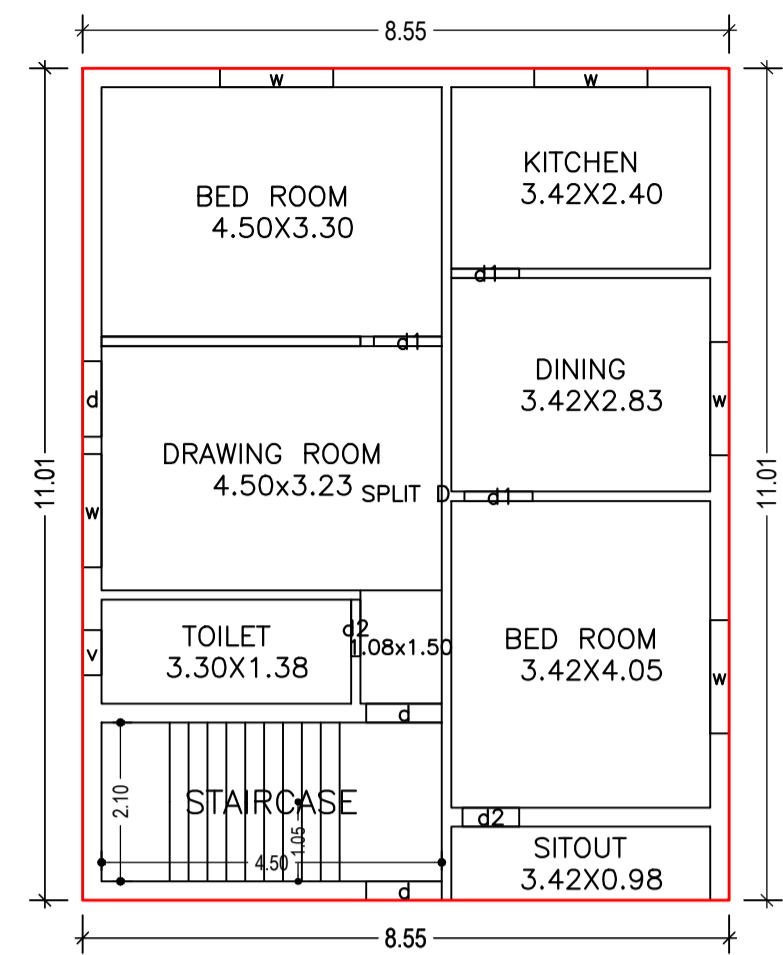 8.55
w
w
BED ROOM
4.50X3.30
KITCHEN
3.42X2.40
d1
d1
DINING
3.42X2.83
d
w
DRAWING ROOM
4.50x3.23
SPLIT D
d1
11.01
11.01
w
TOILET
3.30X1.38
v
d2
1.08x1.50
BED ROOM
3.42X4.05
w
d
STAIRCASE
2.10
1.05
4.50
d2
SITOUT
3.42X0.98
d
8.55